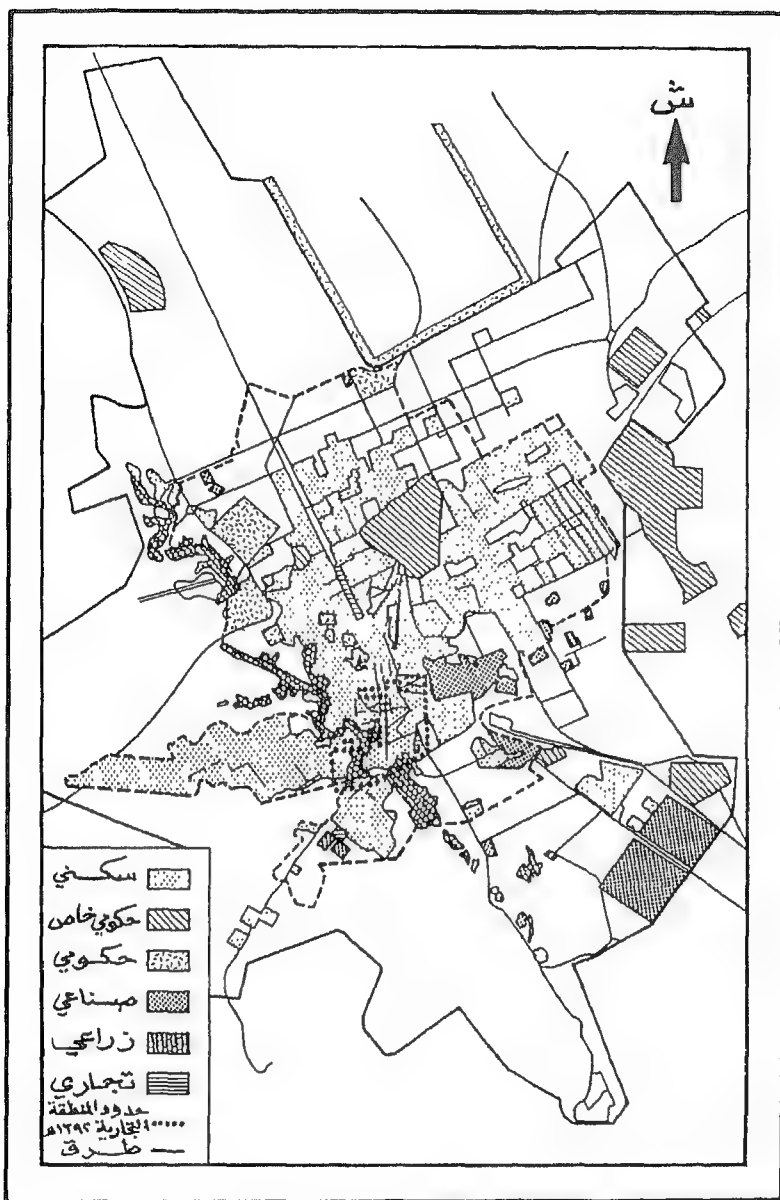 ش
سكني
حكومي خاص
حكومي
صناعي
زراعي
تجاري
حدود المنطقة
التجارية ١٣٩٢هـ
طرق